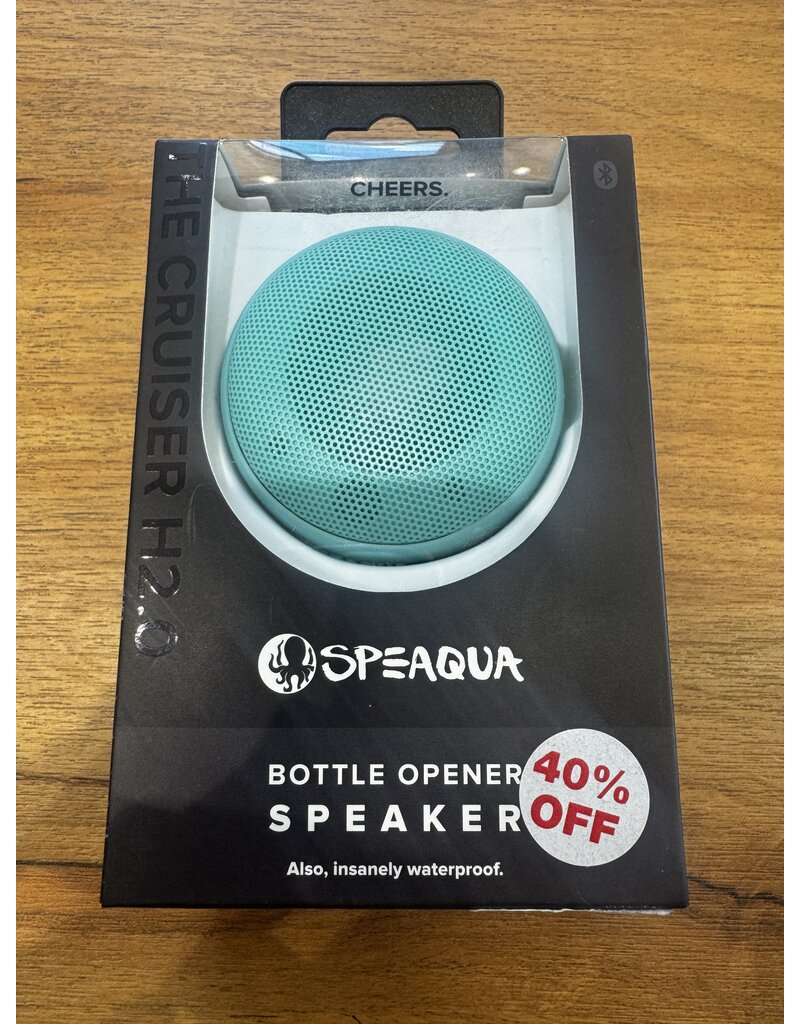 CHEERS.
THE CRUISER H2.0
SPEAQUA
BOTTLE OPENER
SPEAKER
40%
OFF
Also, insanely waterproof.